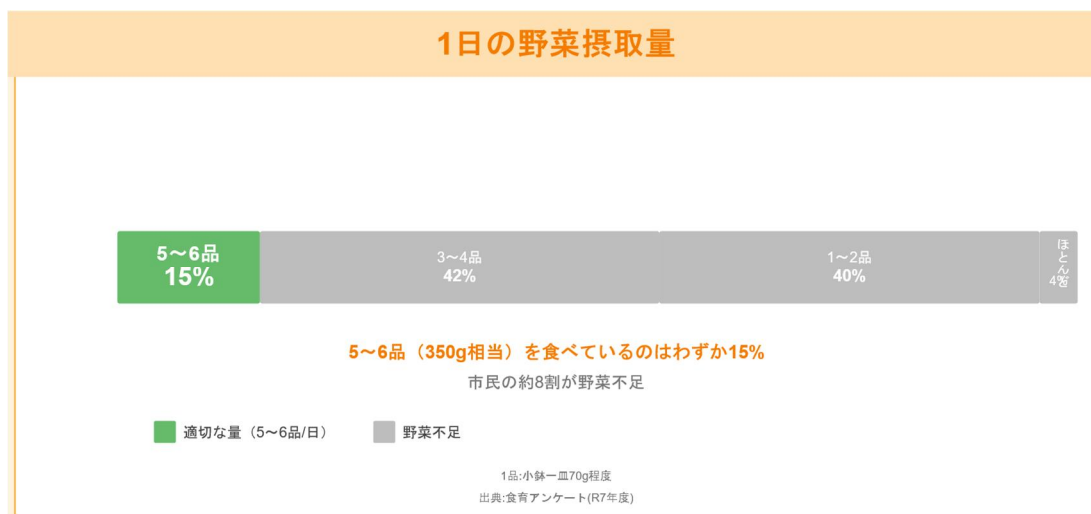 1日の野菜摂取量
5〜6品
15%
3〜4品
42%
1〜2品
40%
ほとんど
4%
5〜6品（350g相当）を食べているのはわずか15%
市民の約8割が野菜不足
適切な量（5〜6品/日）
野菜不足
1品:小鉢一皿70g程度
出典:食育アンケート(R7年度)